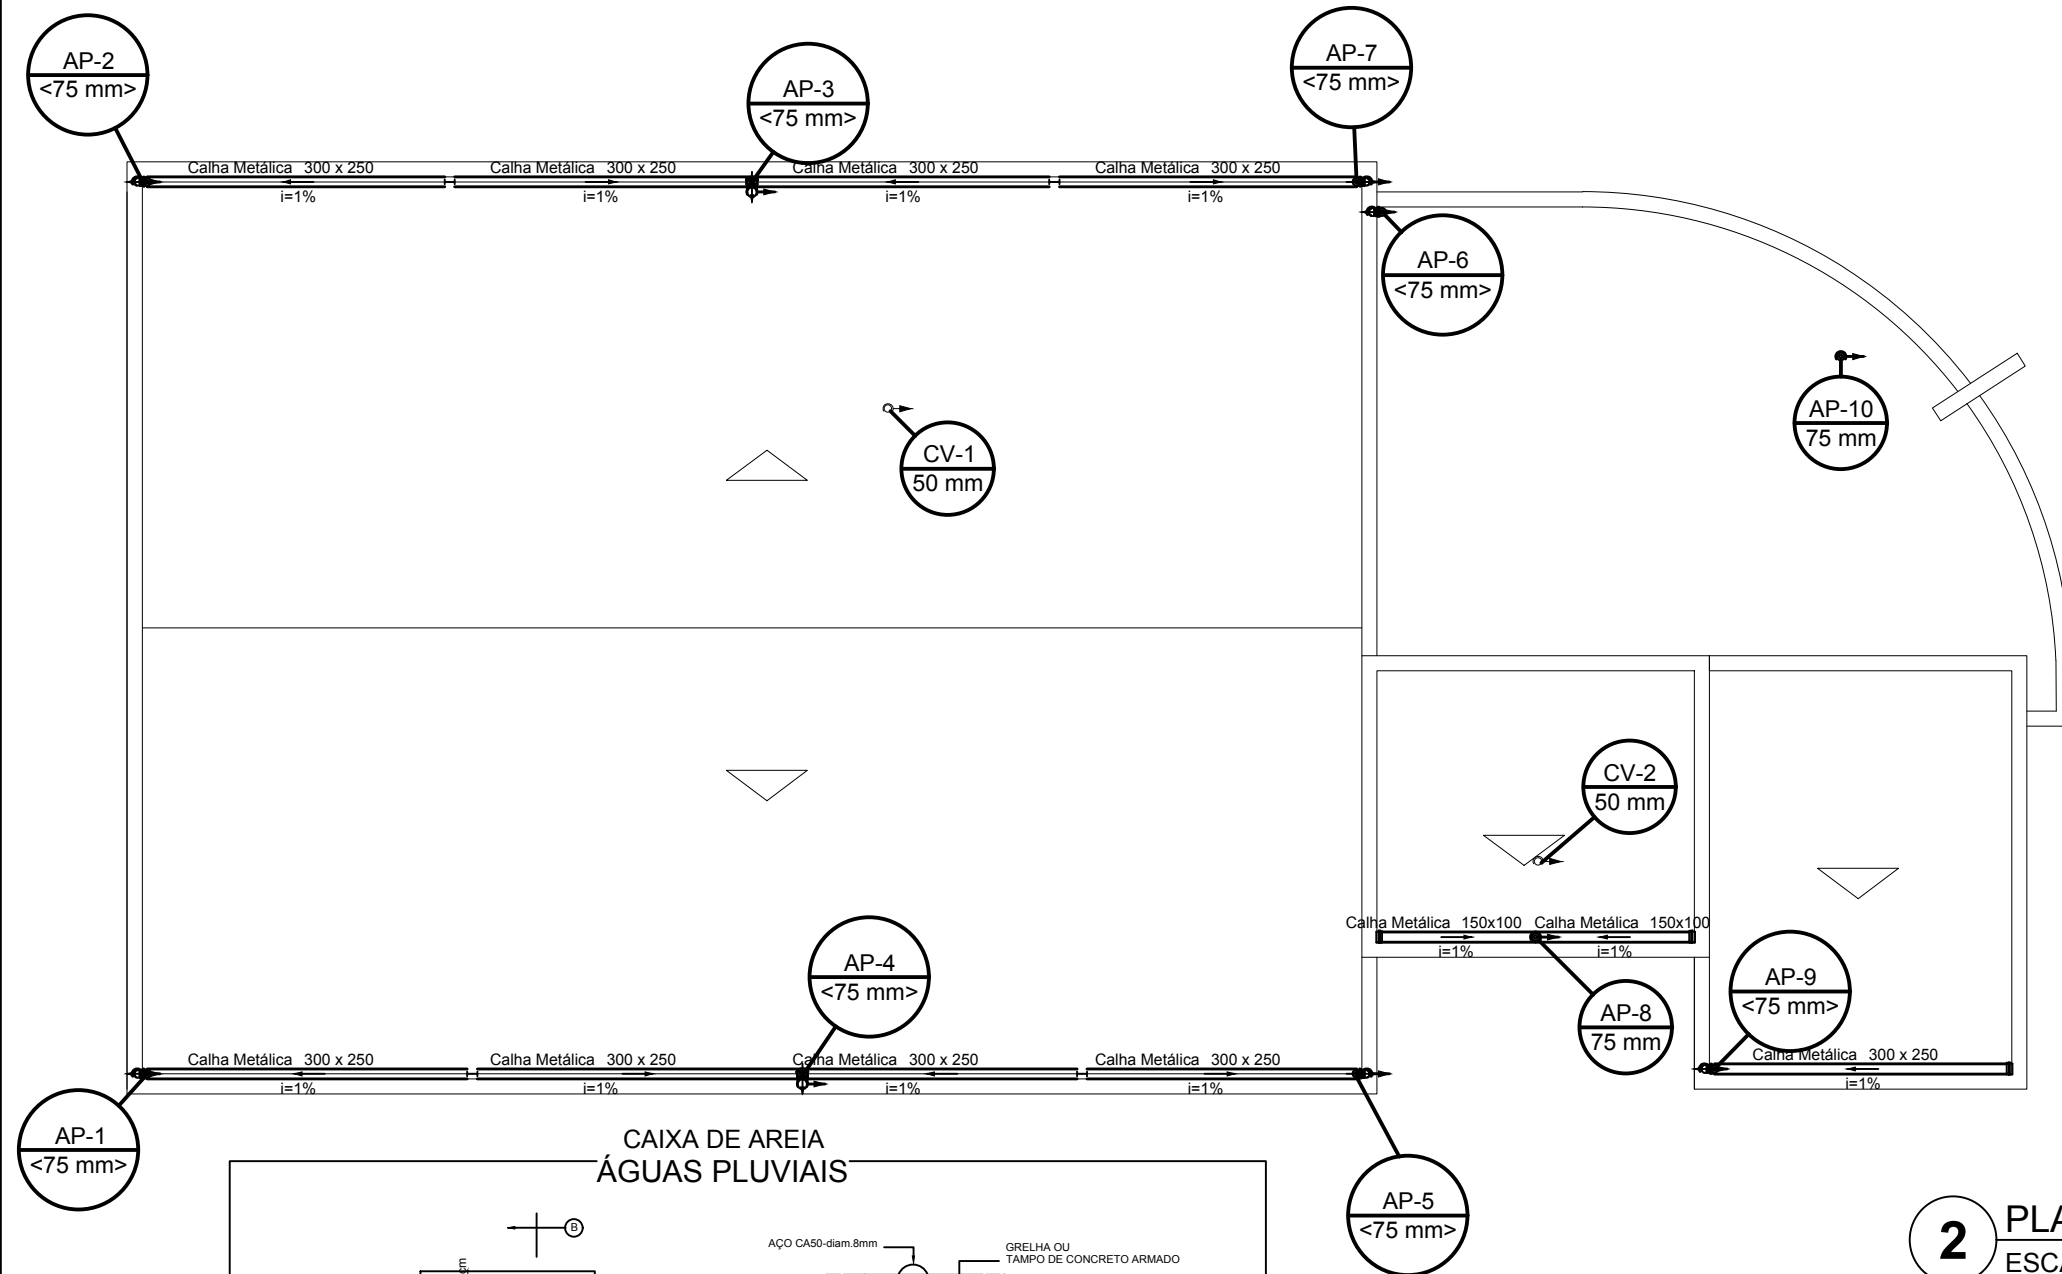 AP-2
<75 mm>
AP-3
<75 mm>
AP-7
<75 mm>
Calha Metálica 300 x 250
Calha Metálica 300 x 250
Calha Metálica 300 x 250
Calha Metálica 300 x 250
i=1%
i=1%
i=1%
i=1%
AP-6
<75 mm>
AP-10
75 mm
CV-1
50 mm
CV-2
50 mm
Calha Metálica 150x100
Calha Metálica 150x100
i=1%
i=1%
AP-4
<75 mm>
AP-8
75 mm
AP-9
<75 mm>
Calha Metálica 300 x 250
i=1%
Calha Metálica 300 x 250
Calha Metálica 300 x 250
Calha Metálica 300 x 250
Calha Metálica 300 x 250
i=1%
i=1%
i=1%
i=1%
AP-1
<75 mm>
AP-5
<75 mm>
CAIXA DE AREIA
ÁGUAS PLUVIAIS
B
cm
AÇO CA50-diam.8mm
GRELHA OU
TAMPO DE CONCRETO ARMADO
2
PLA
ESCA